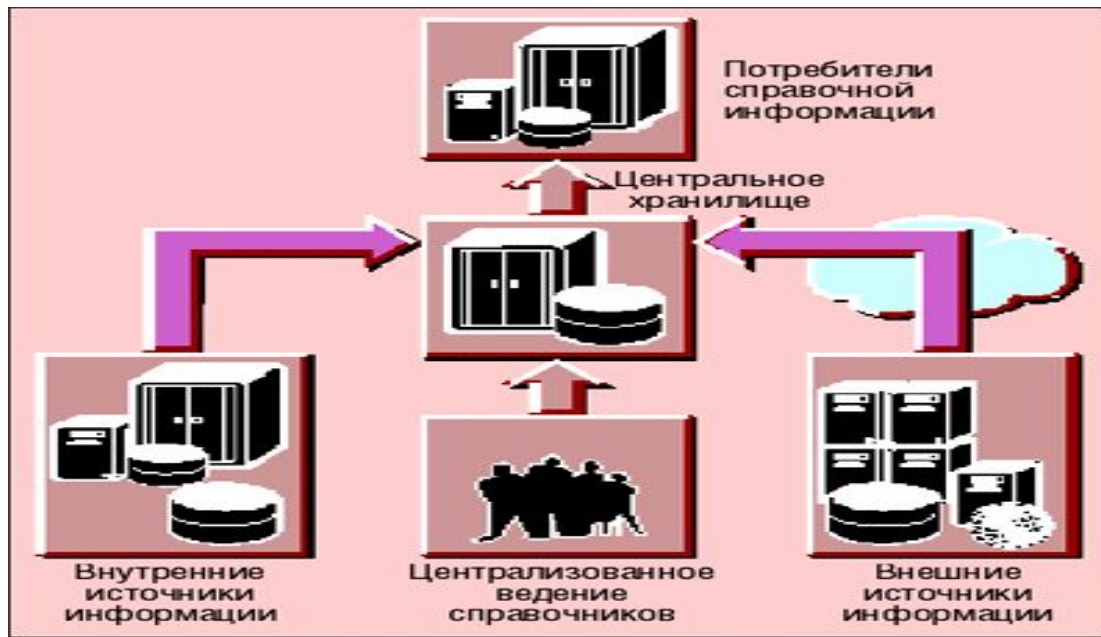 Потребители
справочной
информации
Центральное
хранилище
Внутренние
источники
информации
Централизованное
ведение
справочников
Внешние
источники
информации